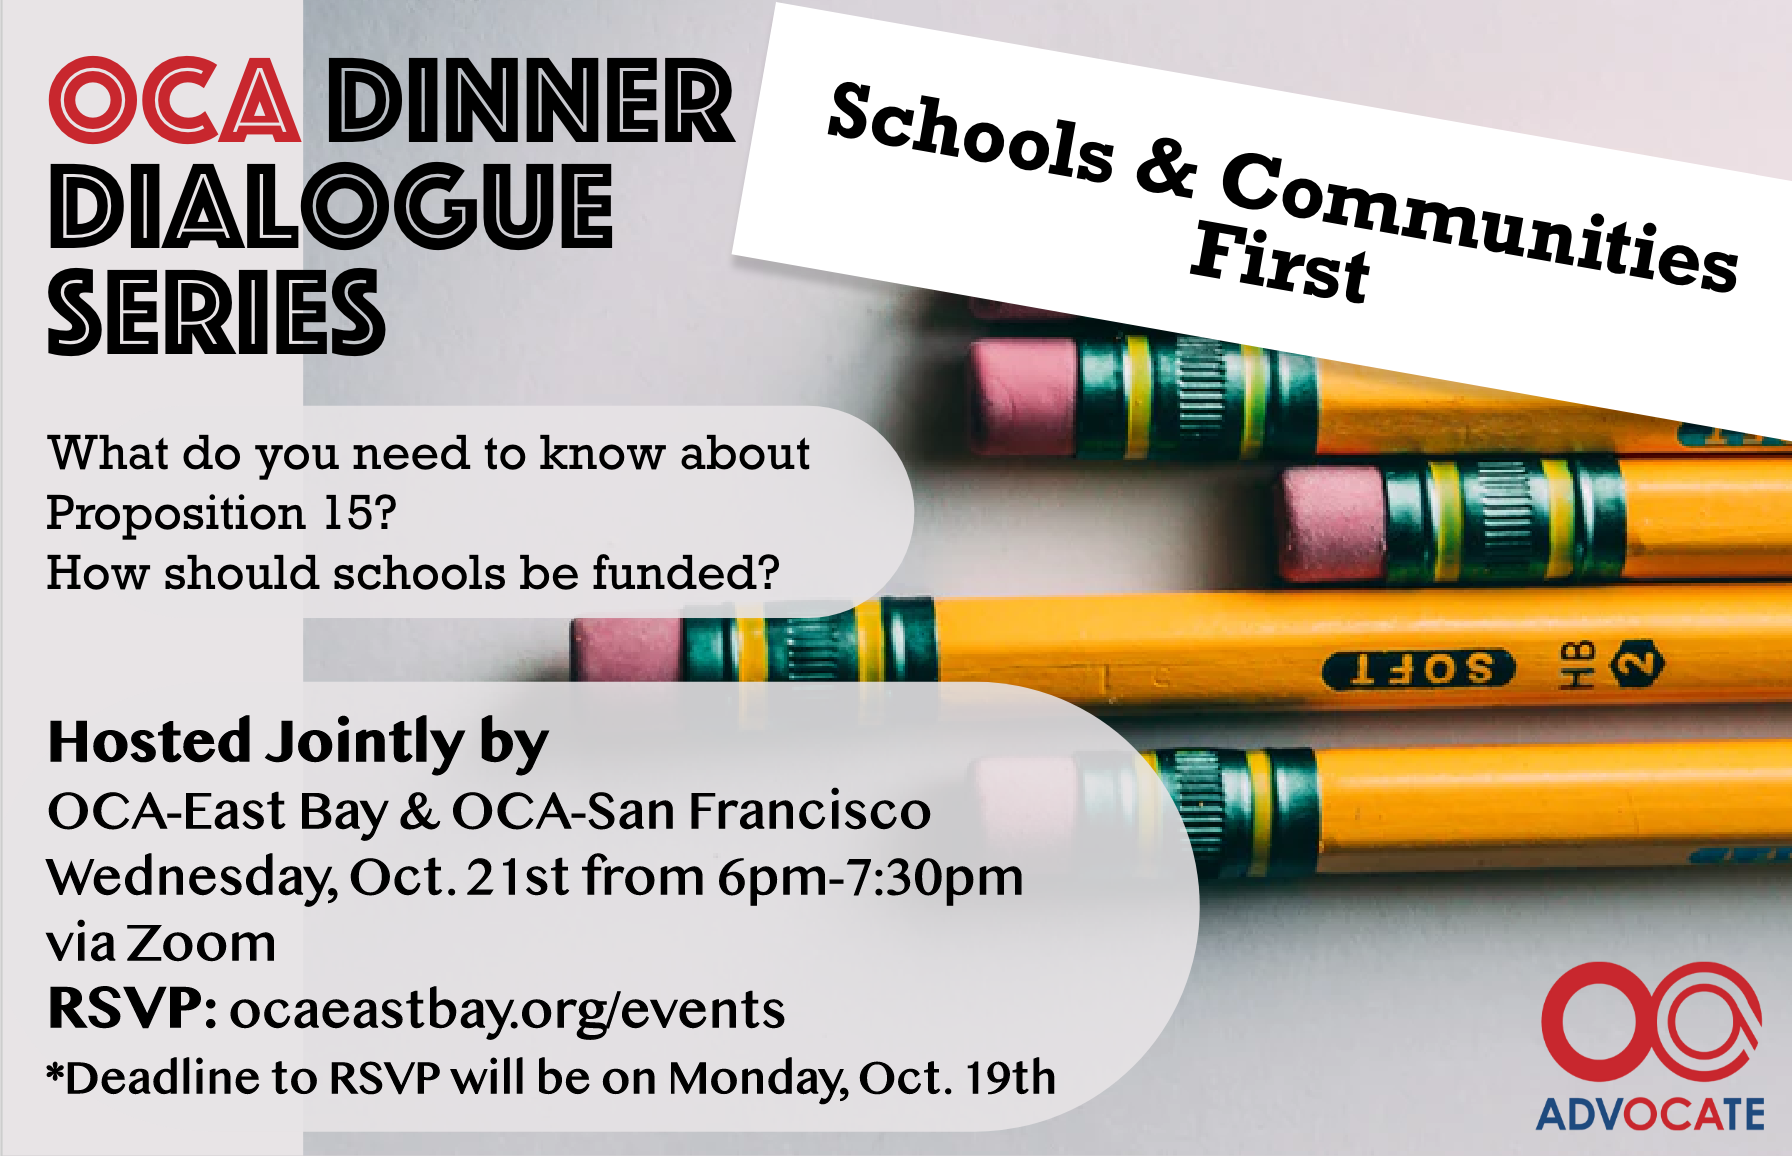 OCA DINNER
DIALOGUE
SERIES
Schools & Communities
First
What do you need to know about
Proposition 15?
How should schools be funded?
SOFT
HB
2
Hosted Jointly by
OCA-East Bay & OCA-San Francisco
Wednesday, Oct. 21st from 6pm-7:30pm
via Zoom
RSVP: ocaeastbay.org/events
*Deadline to RSVP will be on Monday, Oct. 19th
ADVOCATE